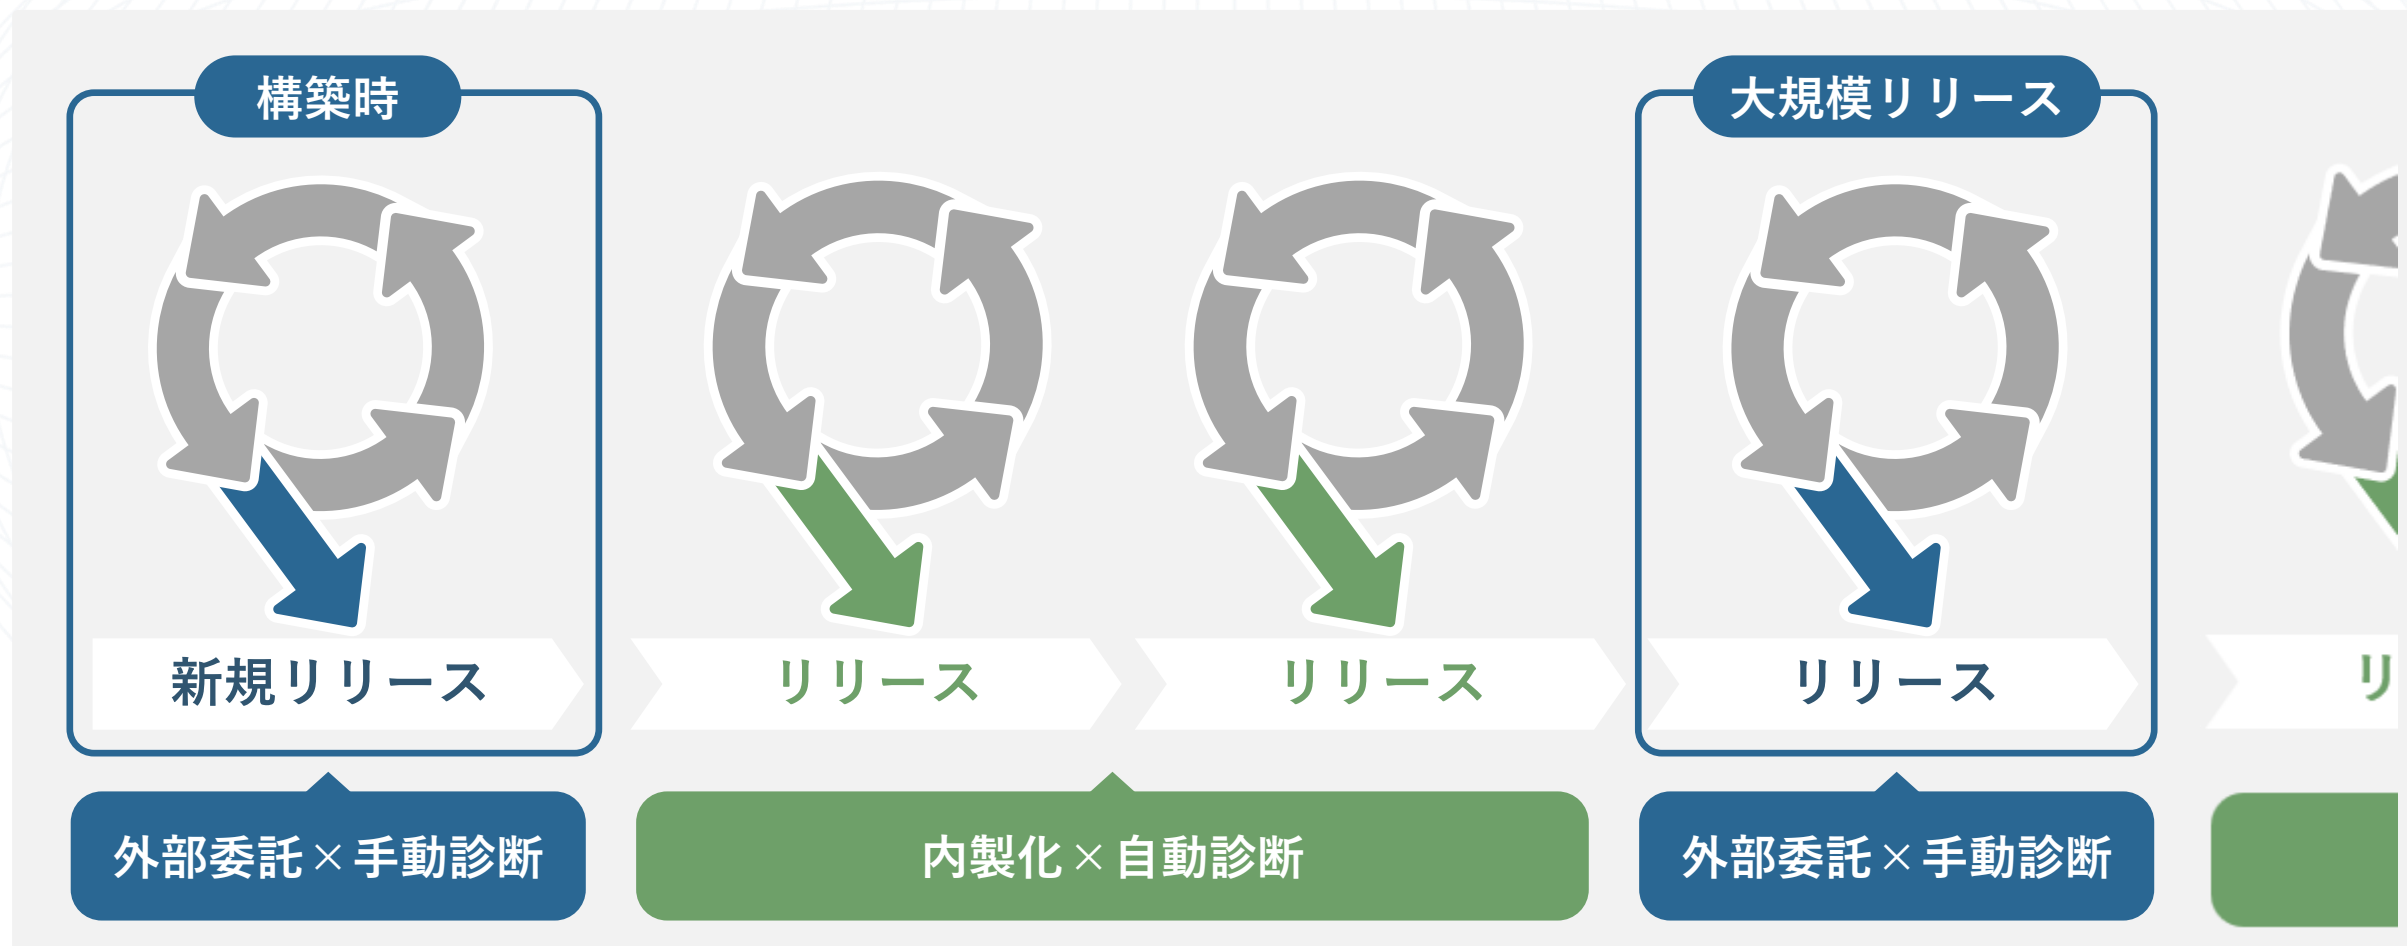 構築時
大規模リリース
新規リリース
リリース
リリース
リリース
リ
外部委託×手動診断
内製化×自動診断
外部委託×手動診断